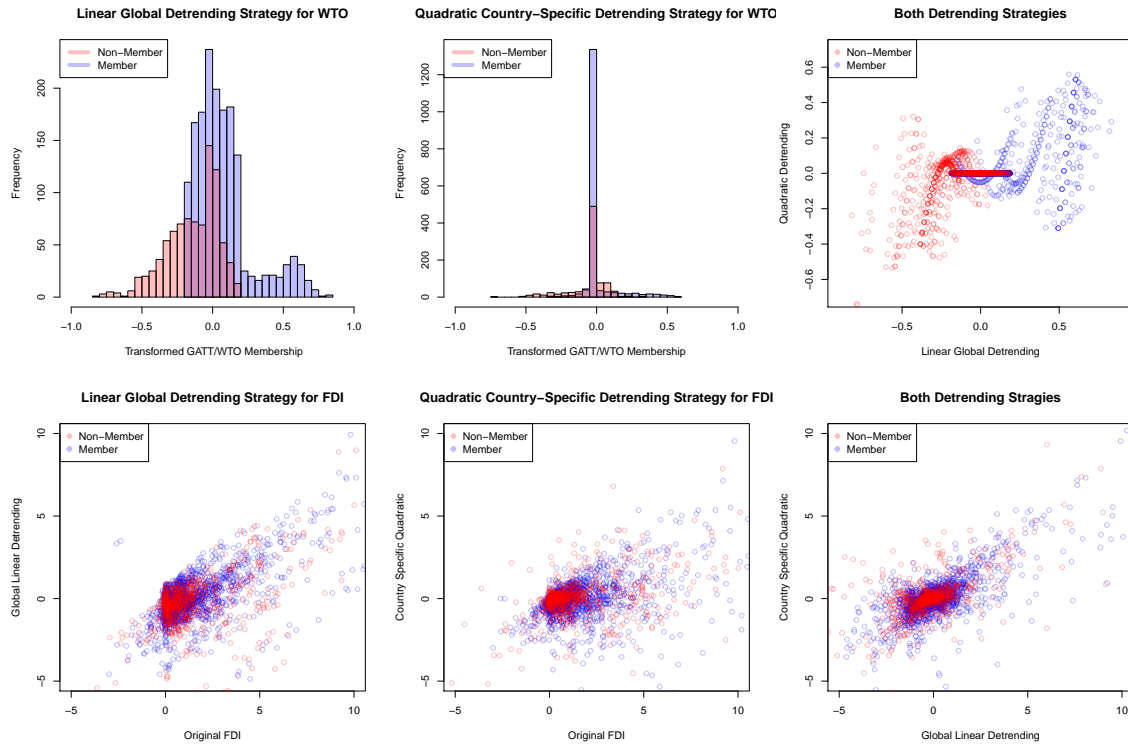 Linear Global Detrending Strategy for WTO
Non−Member
Member
Frequency
0
50
100
150
200
−1.0
−0.5
0.0
0.5
1.0
Transformed GATT/WTO Membership
Quadratic Country−Specific Detrending Strategy for WTO
Non−Member
Member
Frequency
0
200
400
600
800
1000
1200
−1.0
−0.5
0.0
0.5
1.0
Transformed GATT/WTO Membership
Both Detrending Strategies
Non−Member
Member
Quadratic Detrending
−0.6
−0.4
−0.2
0.0
0.2
0.4
0.6
−0.5
0.0
0.5
Linear Global Detrending
Linear Global Detrending Strategy for FDI
Non−Member
Member
Global Linear Detrending
−5
0
5
10
−5
0
5
10
Original FDI
Quadratic Country−Specific Detrending Strategy for FDI
Non−Member
Member
Country Specific Quadratic
−5
0
5
10
−5
0
5
10
Original FDI
Both Detrending Stragies
Non−Member
Member
Country Specific Quadratic
−5
0
5
10
−5
0
5
10
Global Linear Detrending